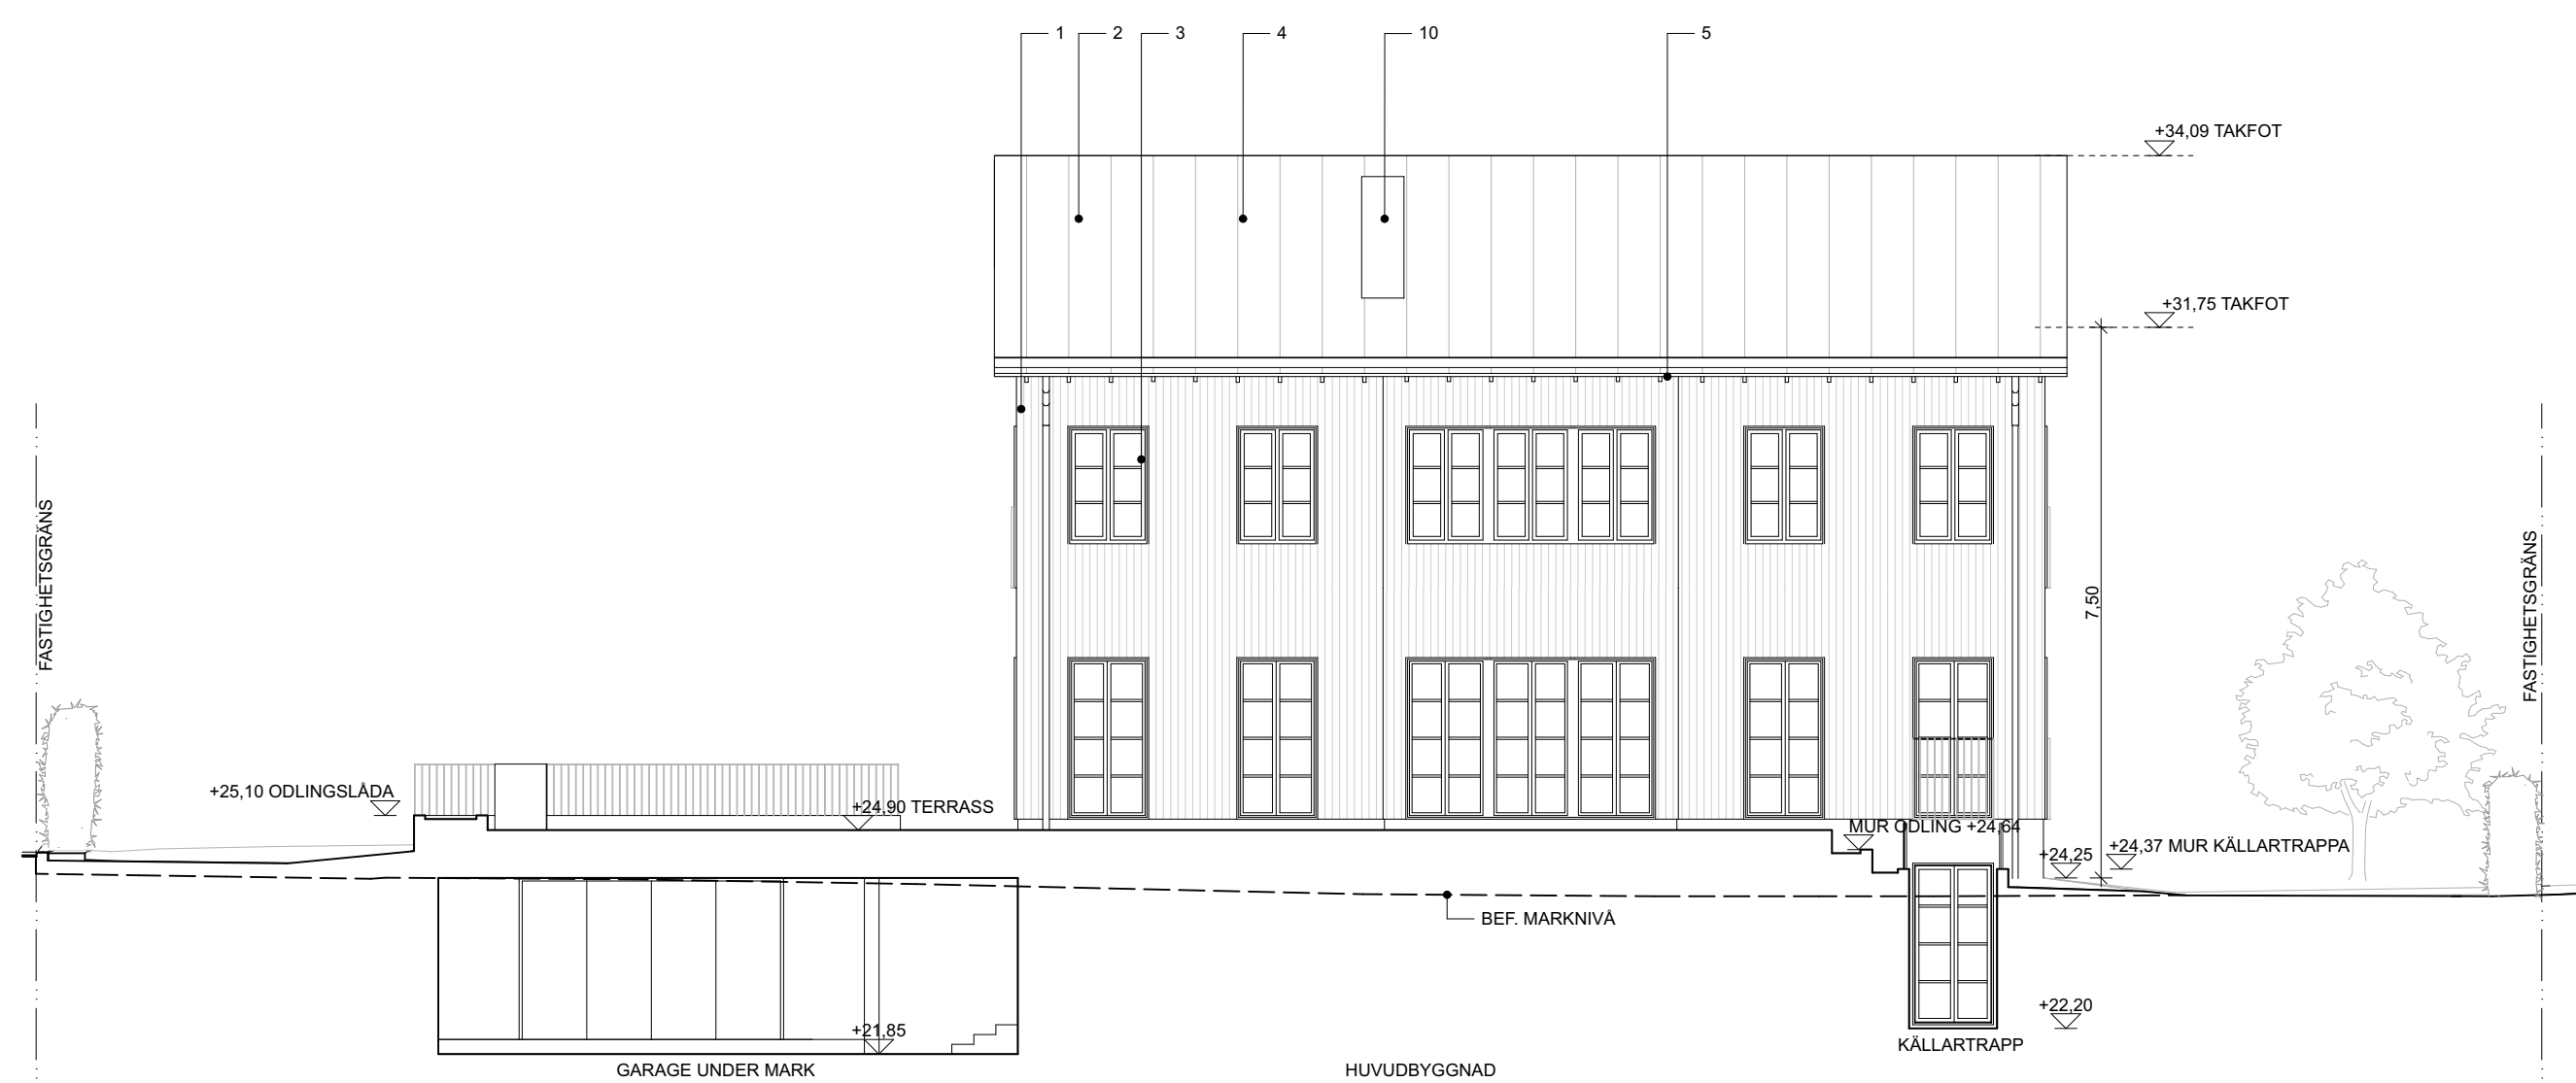 1
2
3
4
10
5
+34,09 TAKFOT
+31,75 TAKFOT
FASTIGHETSGRÄNS
7,50
FASTIGHETSGRÄNS
+25,10 ODLINGSLÅDA
+24,90 TERRASS
MUR ODLING +24,64
+24,25
+24,37 MUR KÄLLARTRAPPA
BEF. MARKNIVÅ
+22,20
+21,85
KÄLLARTRAPP
GARAGE UNDER MARK
HUVUDBYGGNAD